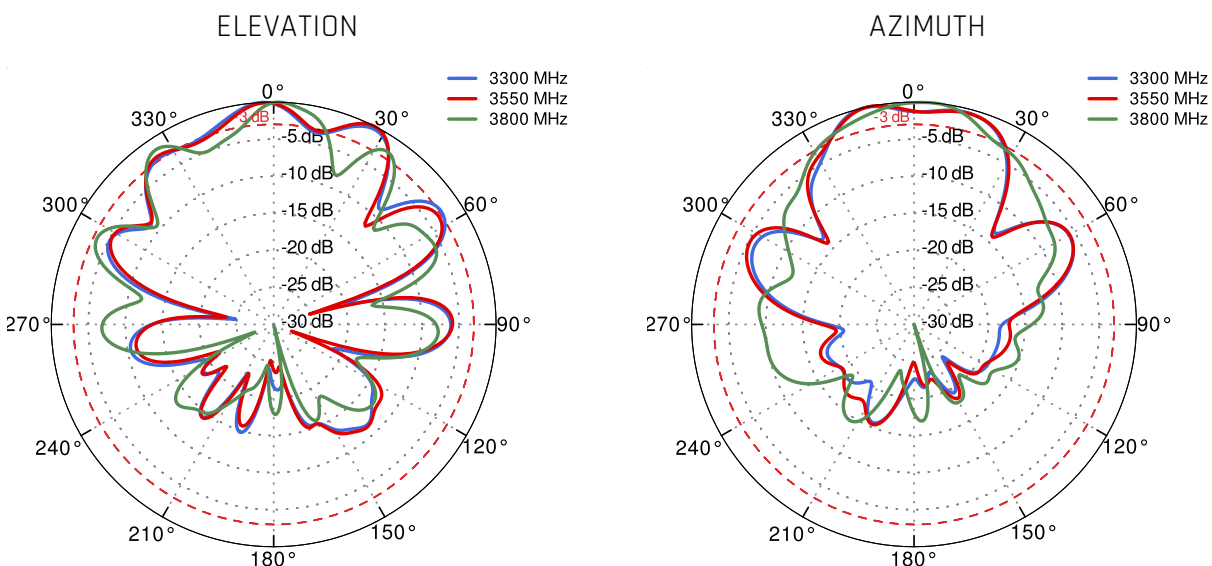 ELEVATION
3300 MHz
3550 MHz
3800 MHz
0°
30°
60°
90°
120°
150°
180°
210°
240°
270°
300°
330°
-3 dB
-5 dB
-10 dB
-15 dB
-20 dB
-25 dB
-30 dB
AZIMUTH
3300 MHz
3550 MHz
3800 MHz
0°
30°
60°
90°
120°
150°
180°
210°
240°
270°
300°
330°
-3 dB
-5 dB
-10 dB
-15 dB
-20 dB
-25 dB
-30 dB